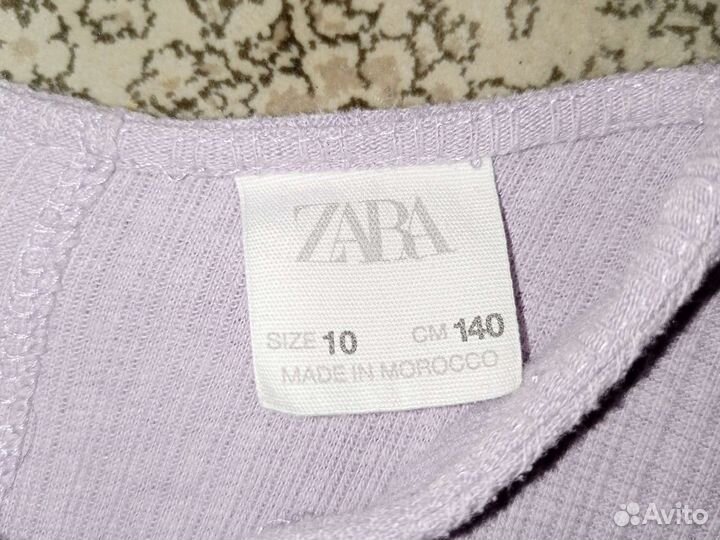 ZARA
SIZE 10 CM 140
MADE IN MOROCCO
Avito